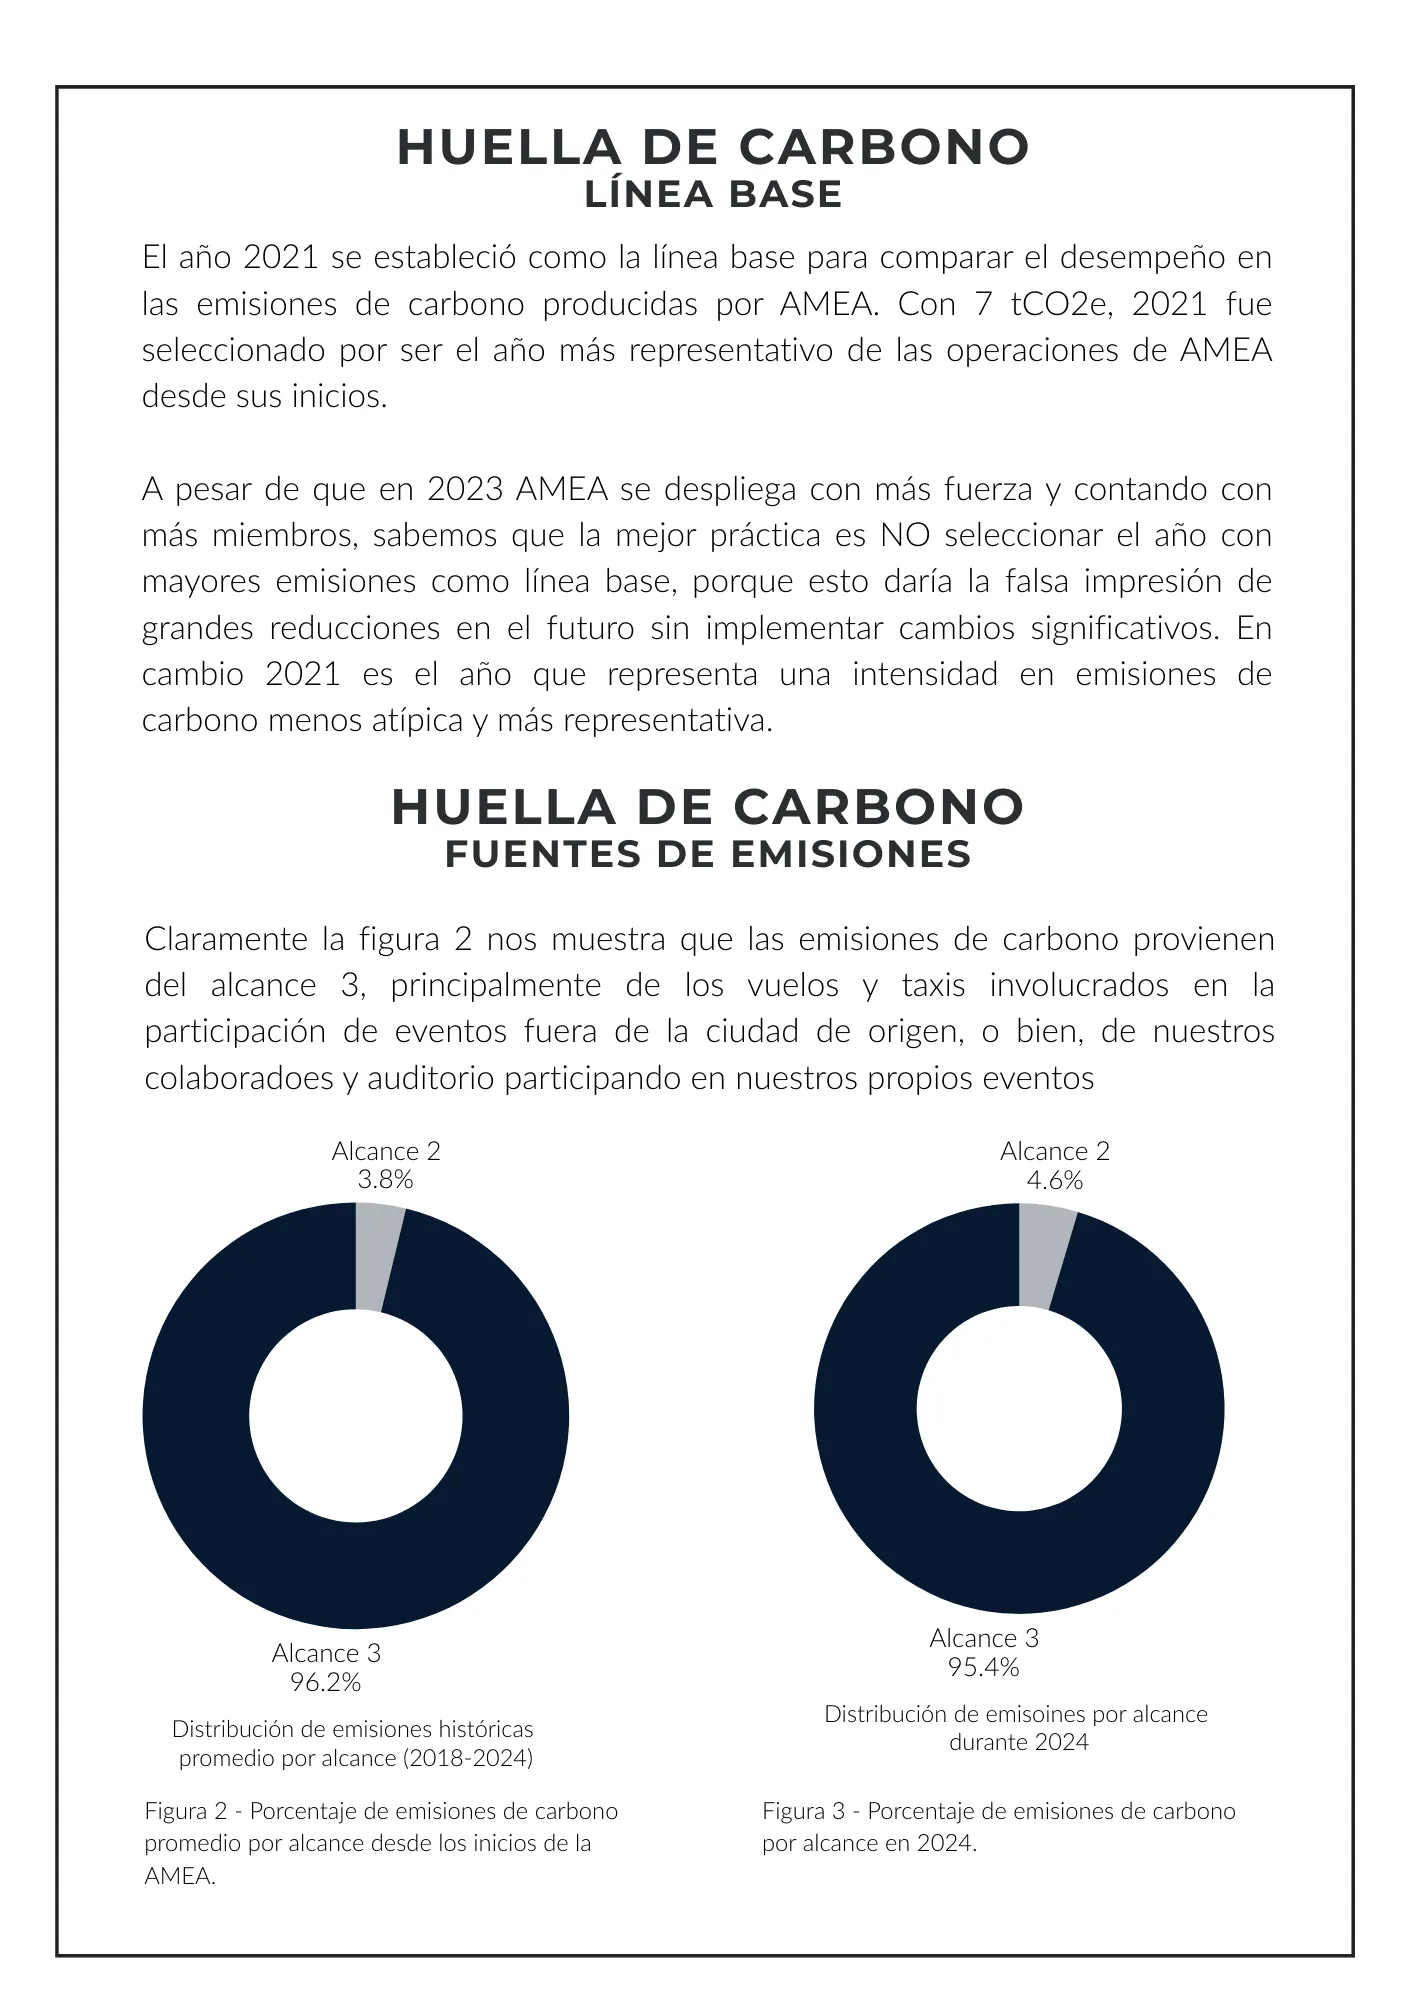 HUELLA DE CARBONO
LÍNEA BASE
El año 2021 se estableció como la línea base para comparar el desempeño en
las emisiones de carbono producidas por AMEA. Con 7 tCO2e, 2021 fue
seleccionado por ser el año más representativo de las operaciones de AMEA
desde sus inicios.
A pesar de que en 2023 AMEA se despliega con más fuerza y contando con
más miembros, sabemos que la mejor práctica es NO seleccionar el año con
mayores emisiones como línea base, porque esto daría la falsa impresión de
grandes reducciones en el futuro sin implementar cambios significativos. En
cambio 2021 es el año que representa una intensidad en emisiones de
carbono menos atípica y más representativa.
HUELLA DE CARBONO
FUENTES DE EMISIONES
Claramente la figura 2 nos muestra que las emisiones de carbono provienen
del alcance 3, principalmente de los vuelos y taxis involucrados en la
participación de eventos fuera de la ciudad de origen, o bien, de nuestros
colaboradoes y auditorio participando en nuestros propios eventos
Alcance 2
3.8%
Alcance 3
96.2%
Distribución de emisiones históricas
promedio por alcance (2018-2024)
Figura 2 - Porcentaje de emisiones de carbono
promedio por alcance desde los inicios de la
AMEA.
Alcance 2
4.6%
Alcance 3
95.4%
Distribución de emisoines por alcance
durante 2024
Figura 3 - Porcentaje de emisiones de carbono
por alcance en 2024.